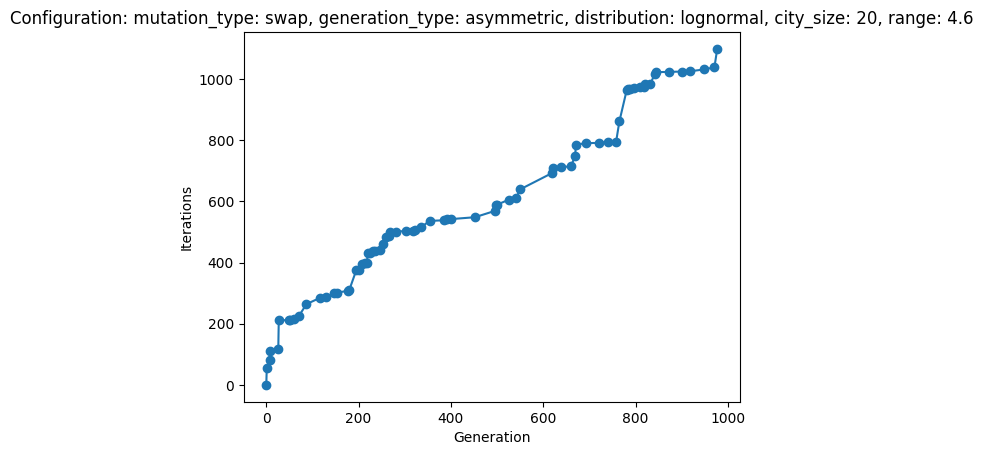 Configuration: mutation_type: swap, generation_type: asymmetric, distribution: lognormal, city_size: 20, range: 4.6
1000
800
600
400
200
0
Iterations
0 200 400 600 800 1000
Generation